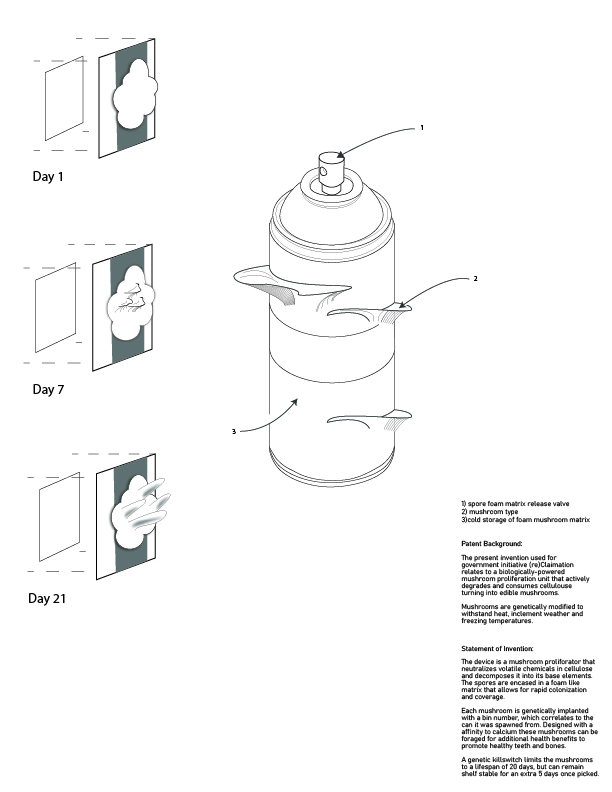 1
Day 1
2
Day 7
3
Day 21
1) spore foam matrix release valve
2) mushroom type
3)cold storage of foam mushroom matrix
Patent Background:
The present invention used for
government initiative (re)Claimation
relates to a biologically-powered
mushroom proliferation unit that actively
degrades and consumes cellulouse
turning into edible mushrooms.
Mushrooms are genetically modified to
withstand heat, inclement weather and
freezing temperatures.
Statement of Invention:
The device is a mushroom proliforator that
neutralizes volatile chemicals in cellulose
and decomposes it into its base elements.
The spores are encased in a foam like
matrix that allows for rapid colonization
and coverage.
Each mushroom is genetically implanted
with a bin number, which correlates to the
can it was spawned from. Designed with a
affinity to calcium these mushrooms can be
foraged for additional health benefits to
promote healthy teeth and bones.
A genetic killswitch limits the mushrooms
to a lifespan of 20 days, but can remain
shelf stable for an extra 5 days once picked.